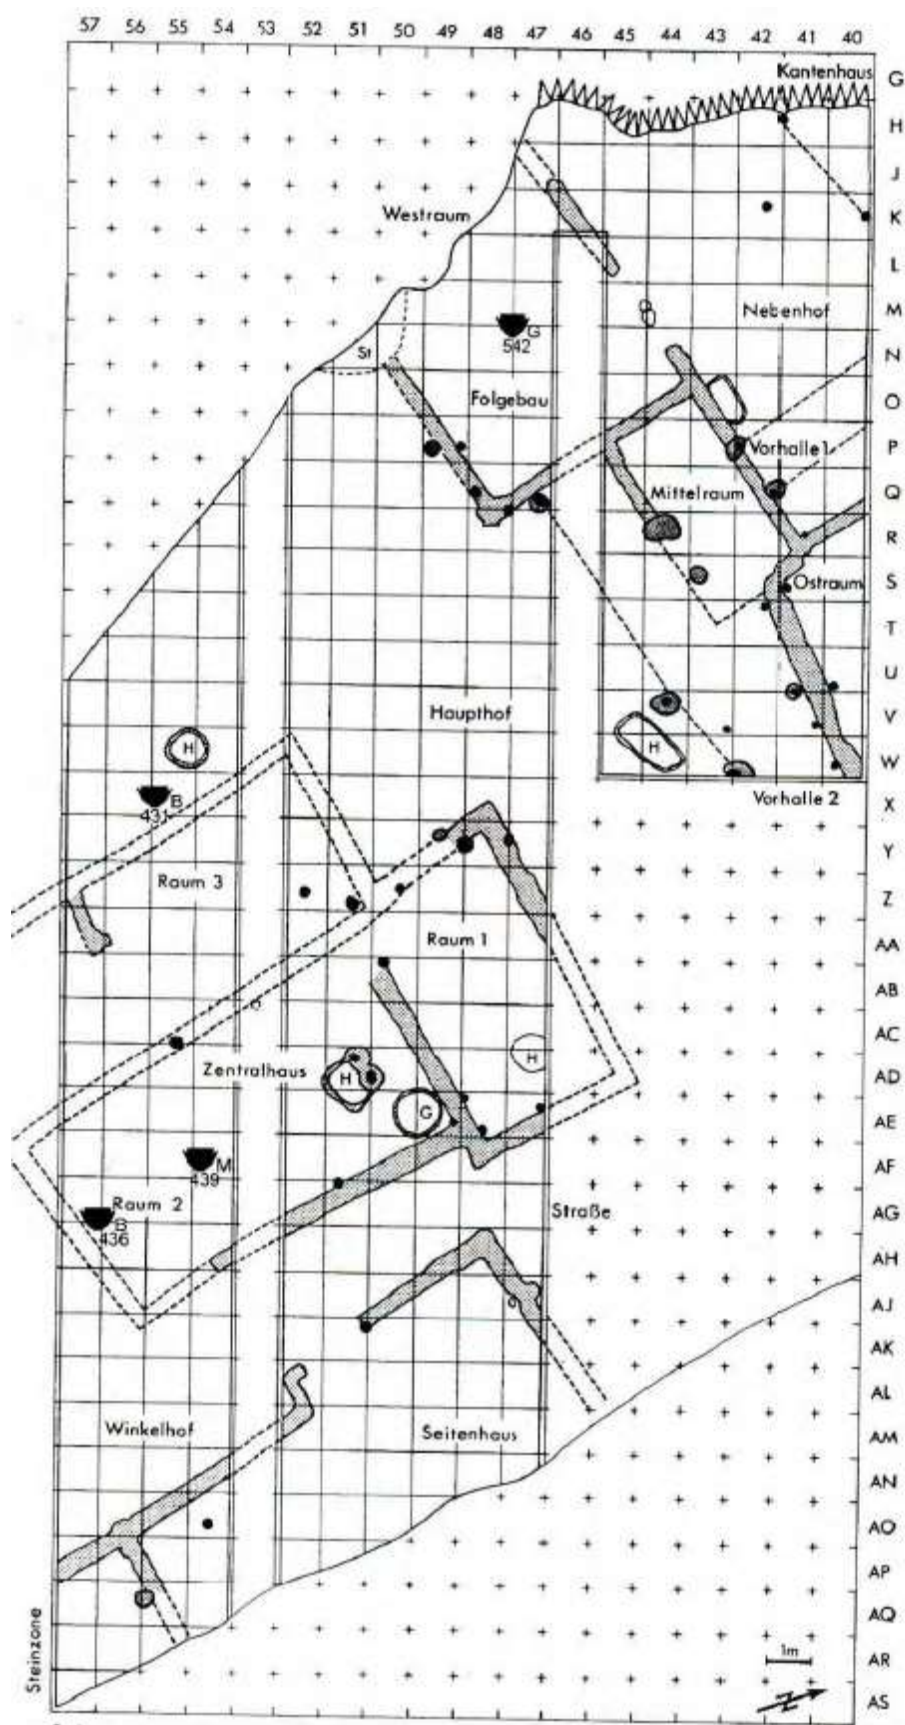 57 56 55 54 53 52 51 50 49 48 47 46 45 44 43 42 41 40
Kantenhaus
G
H
J
Westraum
K
L
Nebenhof
M
G
542
St
N
Folgebau
O
Vorhalle 1
P
Mittelraum
Q
R
Ostraum
S
T
U
Haupthof
V
H
H
W
B
431
Vorhalle 2
X
Y
Raum 3
Z
Raum 1
AA
AB
AC
H
Zentralhaus
H
AD
G
AE
M
439
AF
Raum 2
B
436
Straße
AG
AH
AJ
AK
AL
Winkelhof
Seitenhaus
AM
AN
AO
AP
AQ
Steinzone
1m
AR
N
AS